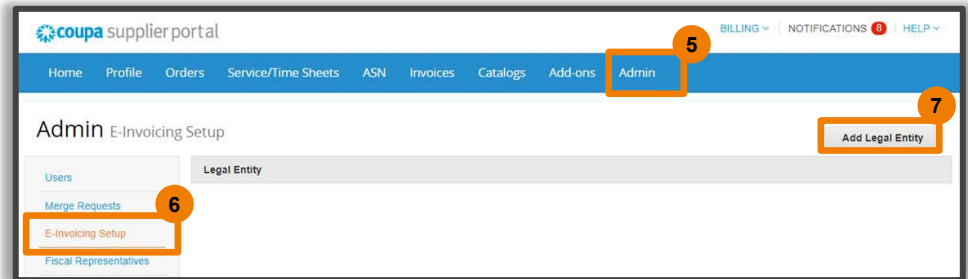 coupa supplier portal
BILLING NOTIFICATIONS 8 HELP
5
Home Profile Orders Service/Time Sheets ASN Invoices Catalogs Add-ons Admin
7
Admin E-Invoicing Setup
Add Legal Entity
Users
Legal Entity
Merge Requests
6
E-Invoicing Setup
Fiscal Representatives